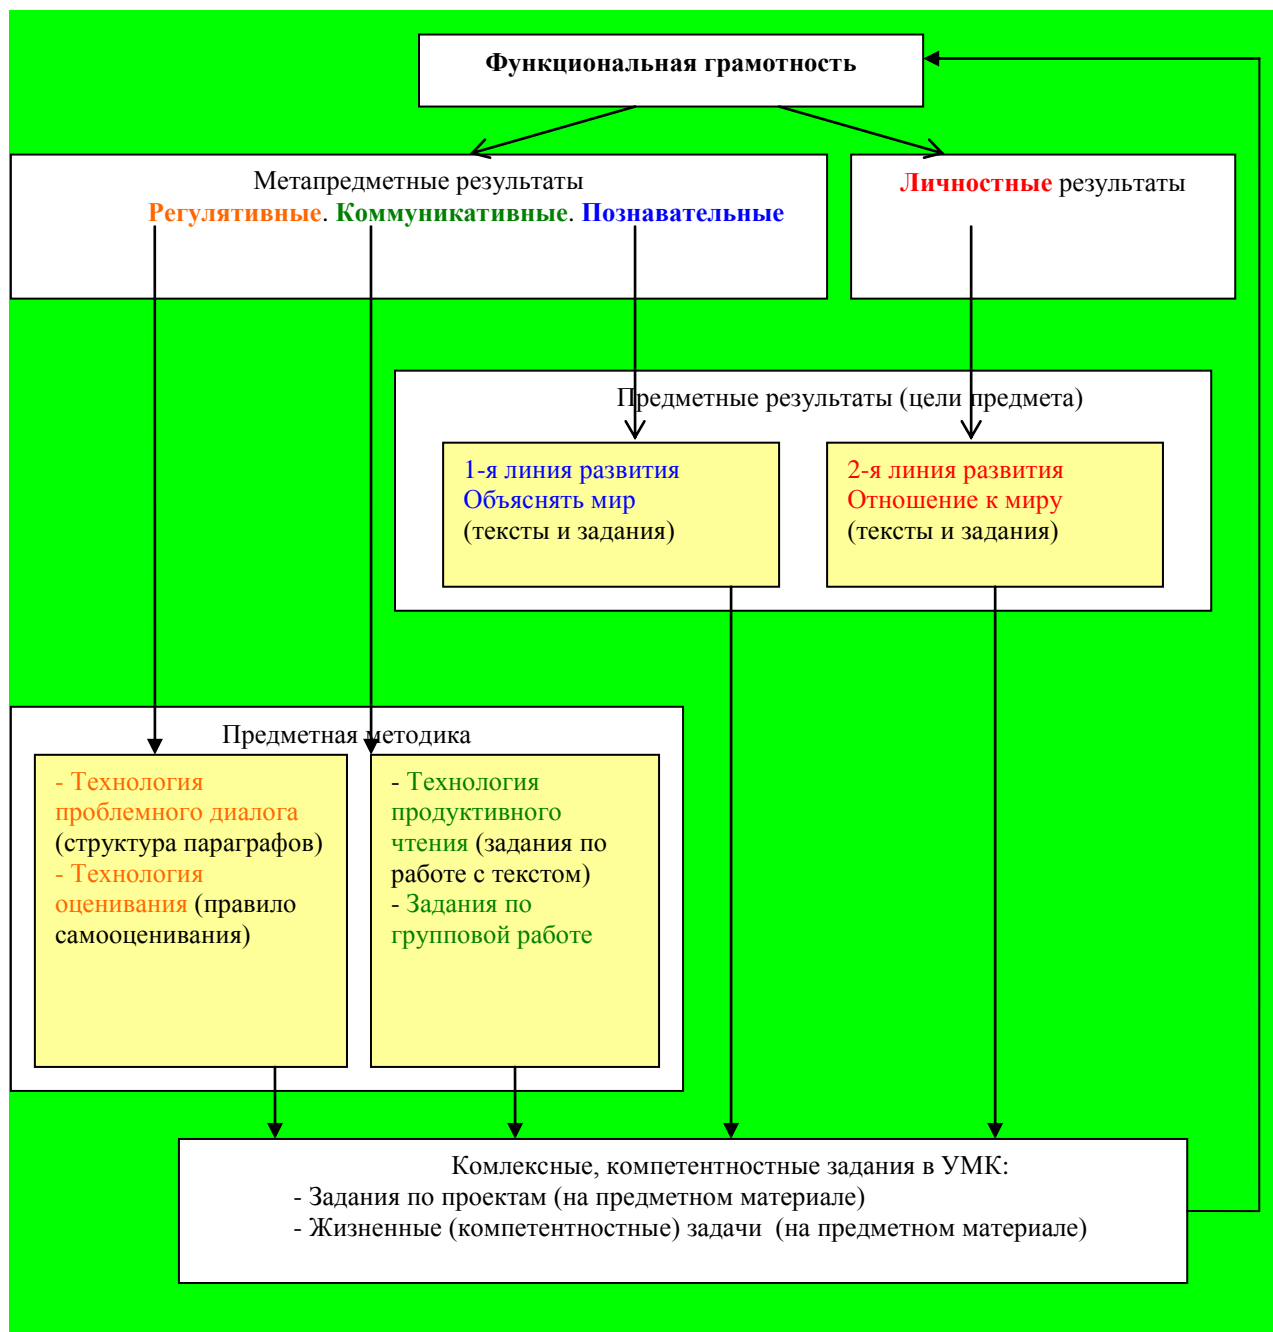 Функциональная грамотность
Метапредметные результаты
Регулятивные. Коммуникативные. Познавательные
Личностные результаты
Предметные результаты (цели предмета)
1-я линия развития
Объяснять мир
(тексты и задания)
2-я линия развития
Отношение к миру
(тексты и задания)
Предметная методика
- Технология
проблемного диалога
(структура параграфов)
- Технология
оценивания (правило
самооценивания)
- Технология
продуктивного
чтения (задания по
работе с текстом)
- Задания по
групповой работе
Комлексные, компетентностные задания в УМК:
- Задания по проектам (на предметном материале)
- Жизненные (компетентностные) задачи (на предметном материале)